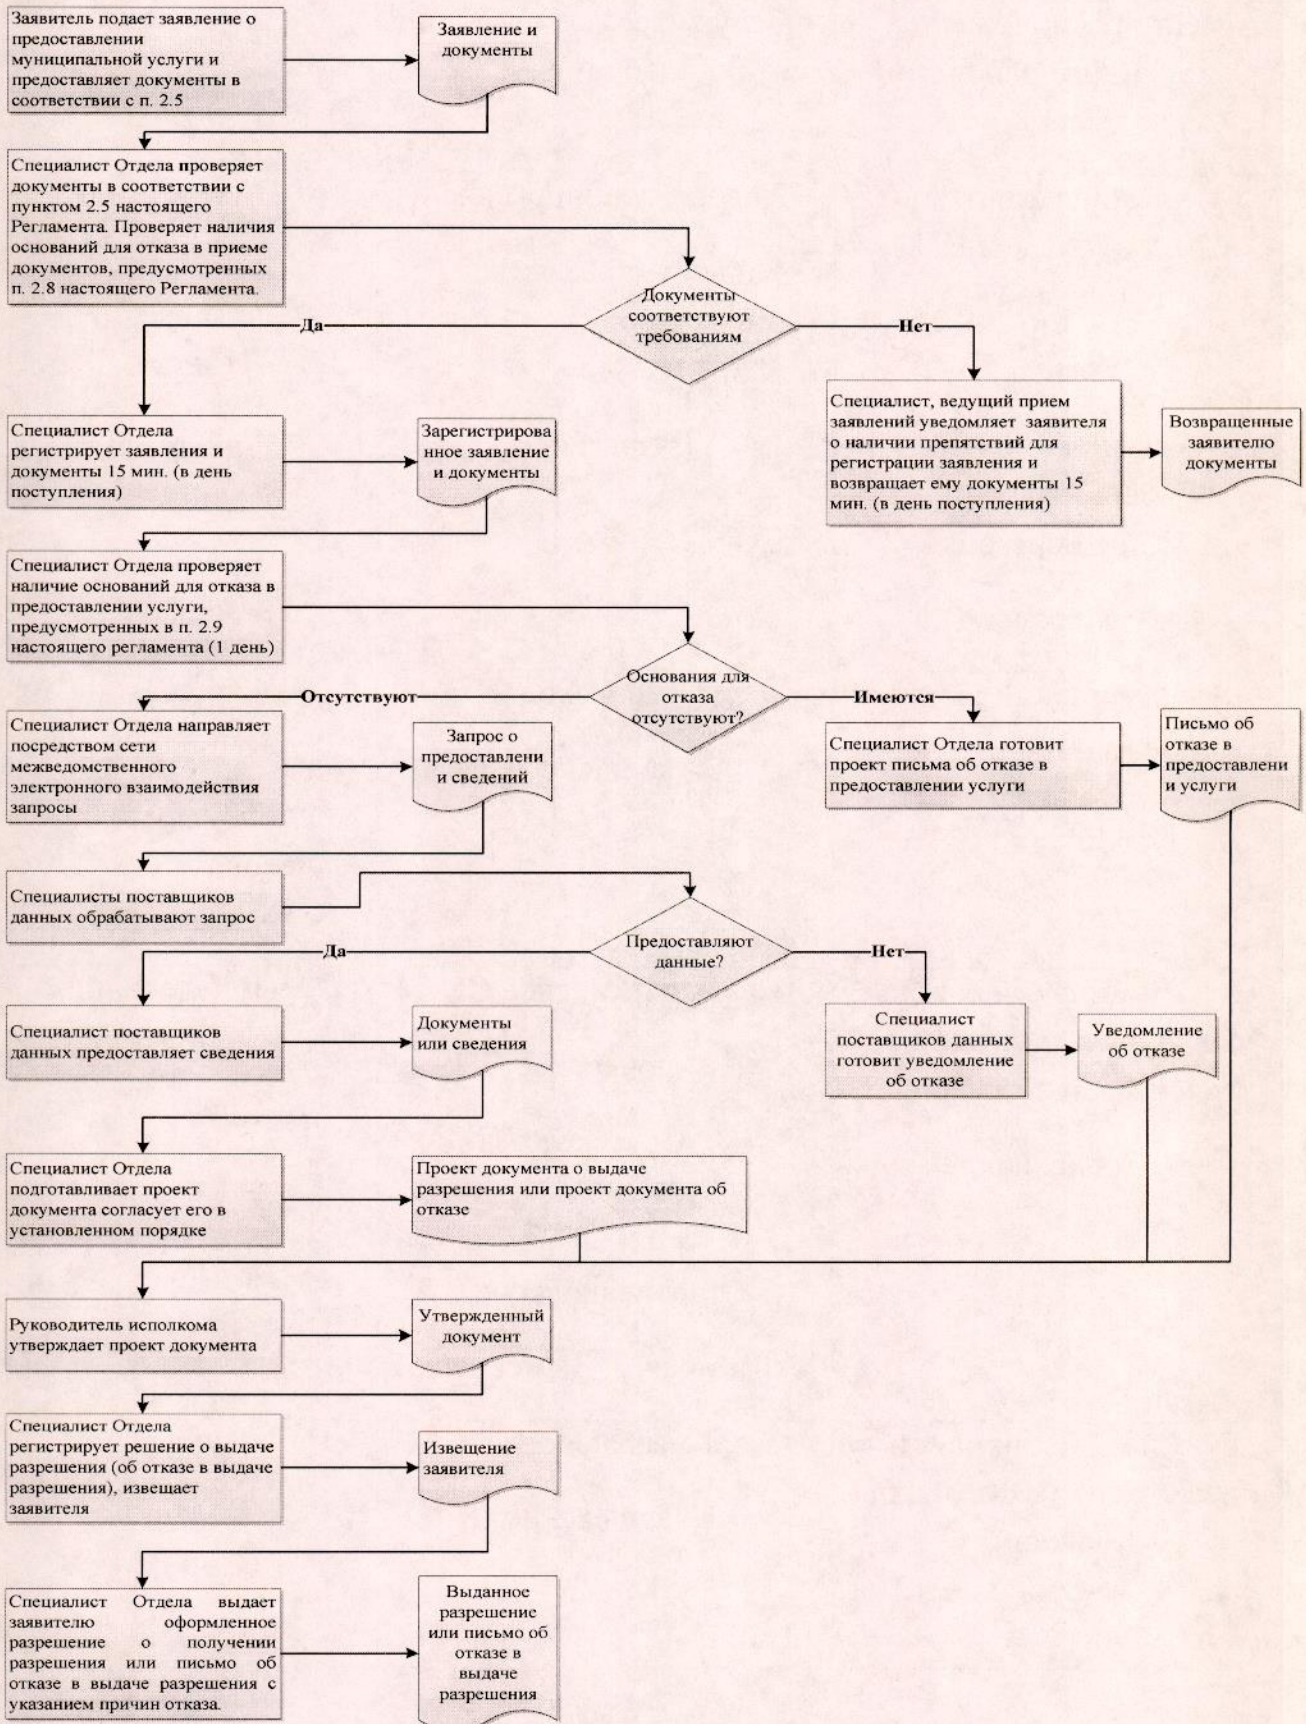 Заявитель подает заявление о
предоставлении
муниципальной услуги и
предоставляет документы в
соответствии с п. 2.5
Заявление и
документы
Специалист Отдела проверяет
документы в соответствии с
пунктом 2.5 настоящего
Регламента. Проверяет наличия
оснований для отказа в приеме
документов, предусмотренных
п. 2.8 настоящего Регламента.
Документы
соответствуют
требованиям
Да
Нет
Специалист Отдела
регистрирует заявления и
документы 15 мин. (в день
поступления)
Зарегистрирова
нное заявление
и документы
Специалист, ведущий прием
заявлений уведомляет заявителя
о наличии препятствий для
регистрации заявления и
возвращает ему документы 15
мин. (в день поступления)
Возвращенные
заявителю
документы
Специалист Отдела проверяет
наличие оснований для отказа в
предоставлении услуги,
предусмотренных в п. 2.9
настоящего регламента (1 день)
Основания для
отказа
отсутствуют?
Отсутствуют
Имеются
Специалист Отдела направляет
посредством сети
межведомственного
электронного взаимодействия
запросы
Запрос о
предоставлени
и сведений
Специалист Отдела готовит
проект письма об отказе в
предоставлении услуги
Письмо об
отказе в
предоставлени
и услуги
Специалисты поставщиков
данных обрабатывают запрос
Предоставляют
данные?
Да
Нет
Специалист поставщиков
данных предоставляет сведения
Документы
или сведения
Специалист
поставщиков данных
готовит уведомление
об отказе
Уведомление
об отказе
Специалист Отдела
подготавливает проект
документа согласует его в
установленном порядке
Проект документа о выдаче
разрешения или проект документа об
отказе
Руководитель исполкома
утверждает проект документа
Утвержденный
документ
Специалист Отдела
регистрирует решение о выдаче
разрешения (об отказе в выдаче
разрешения), извещает
заявителя
Извещение
заявителя
Специалист Отдела выдает
заявителю оформленное
разрешение о получении
разрешения или письмо об
отказе в выдаче разрешения с
указанием причин отказа.
Выданное
разрешение
или письмо об
отказе в
выдаче
разрешения